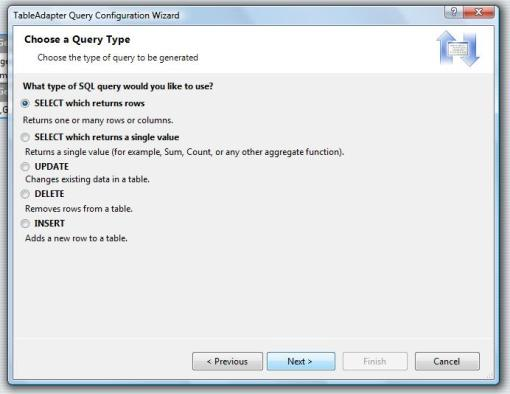 TableAdapter Query Configuration Wizard
Choose a Query Type
Choose the type of query to be generated
What type of SQL query would you like to use?
SELECT which returns rows
Returns one or many rows or columns.
SELECT which returns a single value
Returns a single value (for example, Sum, Count, or any other aggregate function).
UPDATE
Changes existing data in a table.
DELETE
Removes rows from a table.
INSERT
Adds a new row to a table.
< Previous
Next >
Finish
Cancel